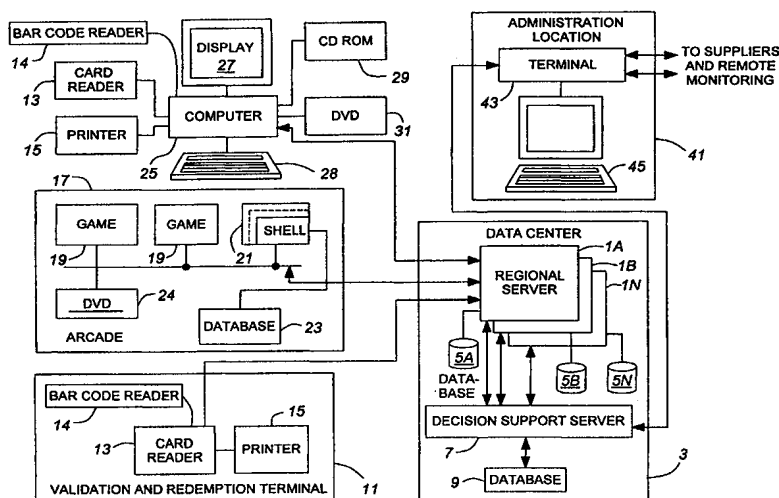 BAR CODE READER
14
CARD
READER
13
PRINTER
15
DISPLAY
27
COMPUTER
25
CD ROM
29
DVD
31
28
ADMINISTRATION
LOCATION
TERMINAL
43
TO SUPPLIERS
AND REMOTE
MONITORING
45
41
17
GAME
19
GAME
19
21
SHELL
DVD
24
DATABASE
23
ARCADE
DATA CENTER
1A
REGIONAL
SERVER
1B
1N
5A
DATA-
BASE
5B
5N
DECISION SUPPORT SERVER
7
9
DATABASE
3
BAR CODE READER
14
13
CARD
READER
15
PRINTER
VALIDATION AND REDEMPTION TERMINAL
11